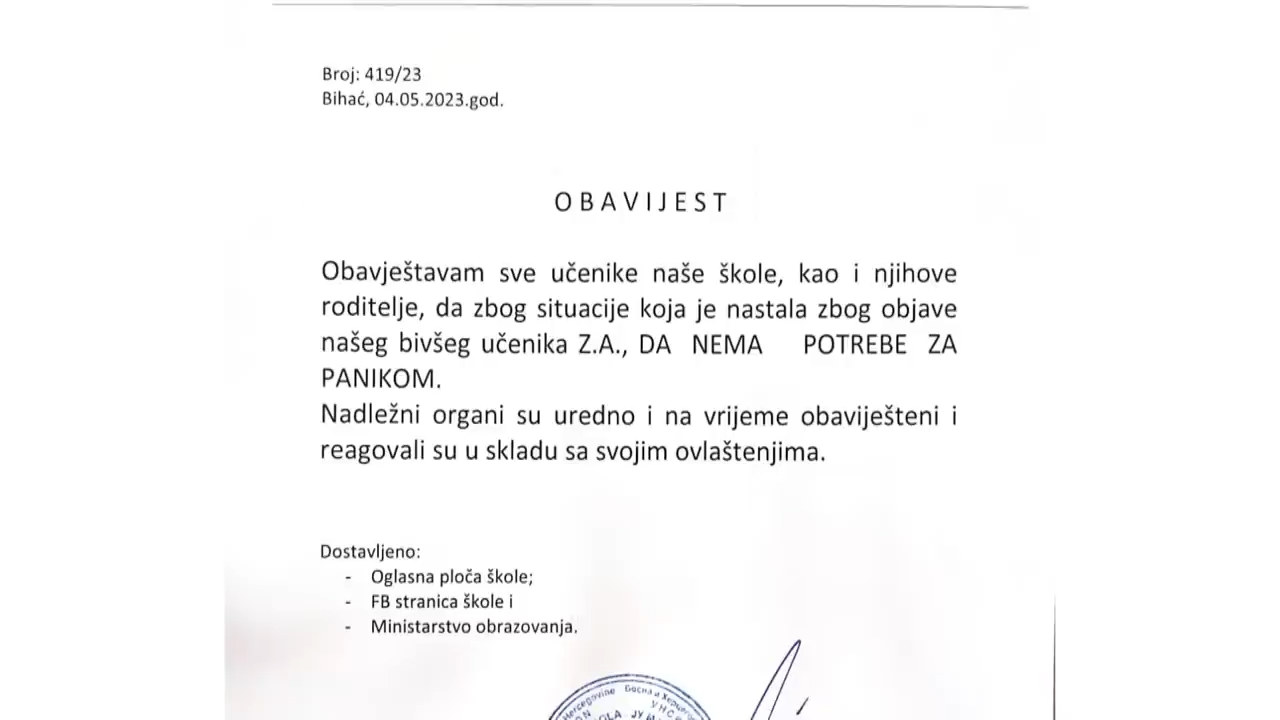 Broj: 419/23
Bihać, 04.05.2023.god.
OBAVIJEST
Obavještavam sve učenike naše škole, kao i njihove
roditelje, da zbog situacije koja je nastala zbog objave
našeg bivšeg učenika Z.A., DA NEMA POTREBE ZA
PANIKOM.
Nadležni organi su uredno i na vrijeme obaviješteni i
reagovali su u skladu sa svojim ovlaštenjima.
Dostavljeno:
- Oglasna ploča škole;
- FB stranica škole i
- Ministarstvo obrazovanja.
Hercegovine Босна и